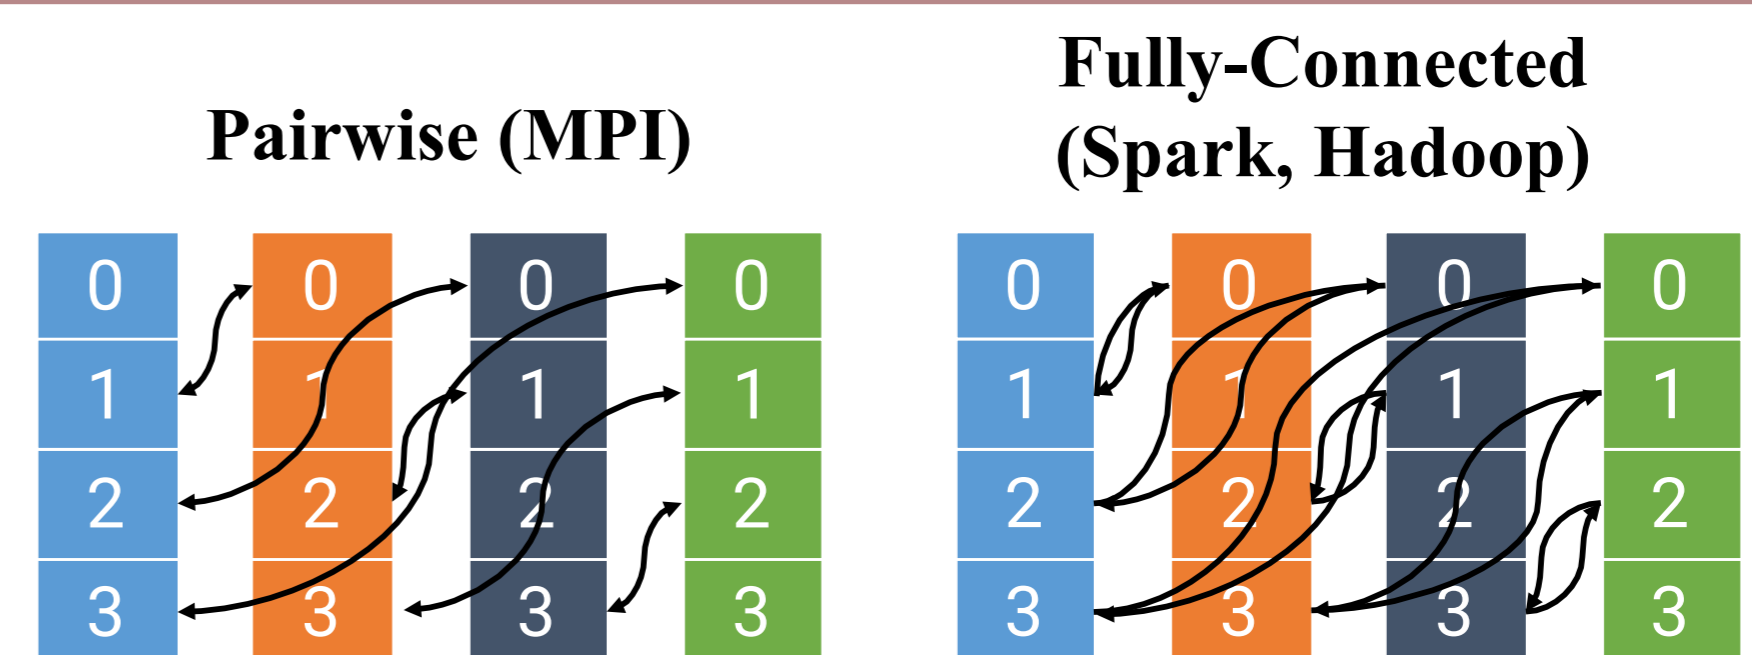 Pairwise (MPI)
0 0 0 0
1 1 1 1
2 2 2 2
3 3 3 3
Fully-Connected
(Spark, Hadoop)
0 0 0 0
1 1 1 1
2 2 2 2
3 3 3 3